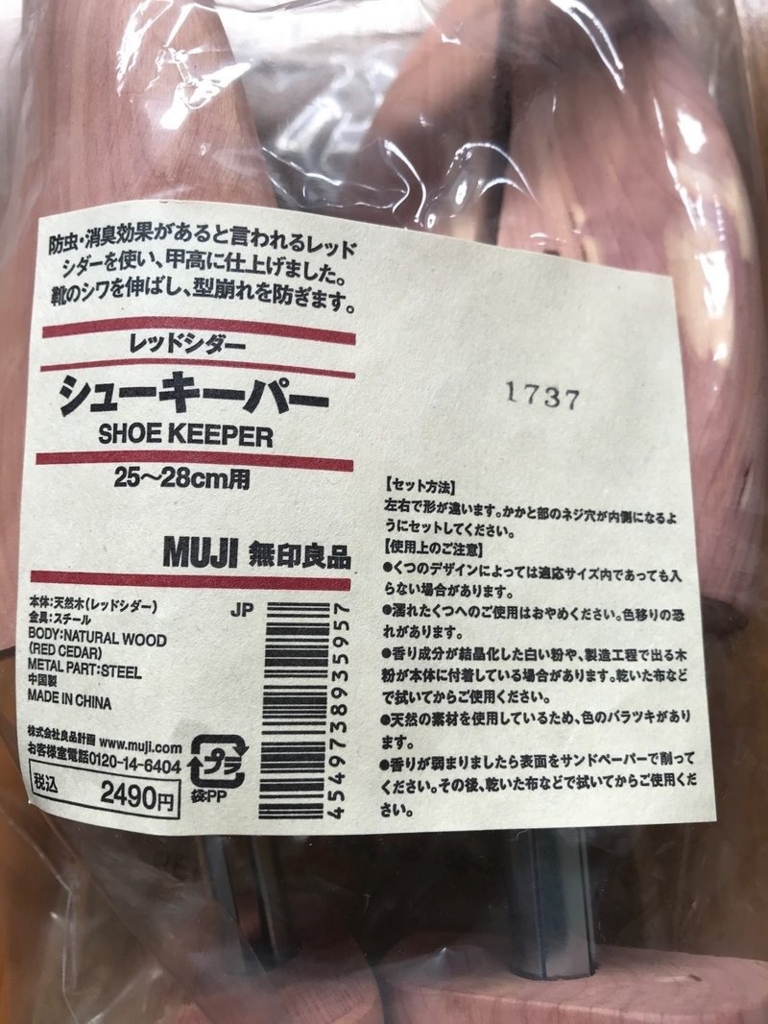 防虫・消臭効果があると言われるレッド
シダーを使い、甲高に仕上げました。
靴のシワを伸ばし、型崩れを防ぎます。
レッドシダー
シューキーパー
SHOE KEEPER
25〜28cm用
MUJI 無印良品
本体:天然木(レッドシダー)
金具:スチール
BODY:NATURAL WOOD
(RED CEDAR)
METAL PART:STEEL
中国製
MADE IN CHINA
株式会社良品計画 www.muji.com
お客様室電話0120-14-6404
税込 2490円
プラ
袋:PP
JP
4549738935957
1737
【セット方法】
左右で形が違います。かかと部のネジ穴が内側になるよ
うにセットしてください。
【使用上のご注意】
●くつのデザインによっては適応サイズ内であっても入
らない場合があります。
●濡れたくつへのご使用はおやめください。色移りの恐
れがあります。
●香り成分が結晶化した白い粉や、製造工程で出る木
粉が本体に付着している場合があります。乾いた布など
で拭いてからご使用ください。
●天然の素材を使用しているため、色のバラツキがあり
ます。
●香りが弱まりましたら表面をサンドペーパーで削って
ください。その後、乾いた布などで拭いてからご使用くだ
さい。